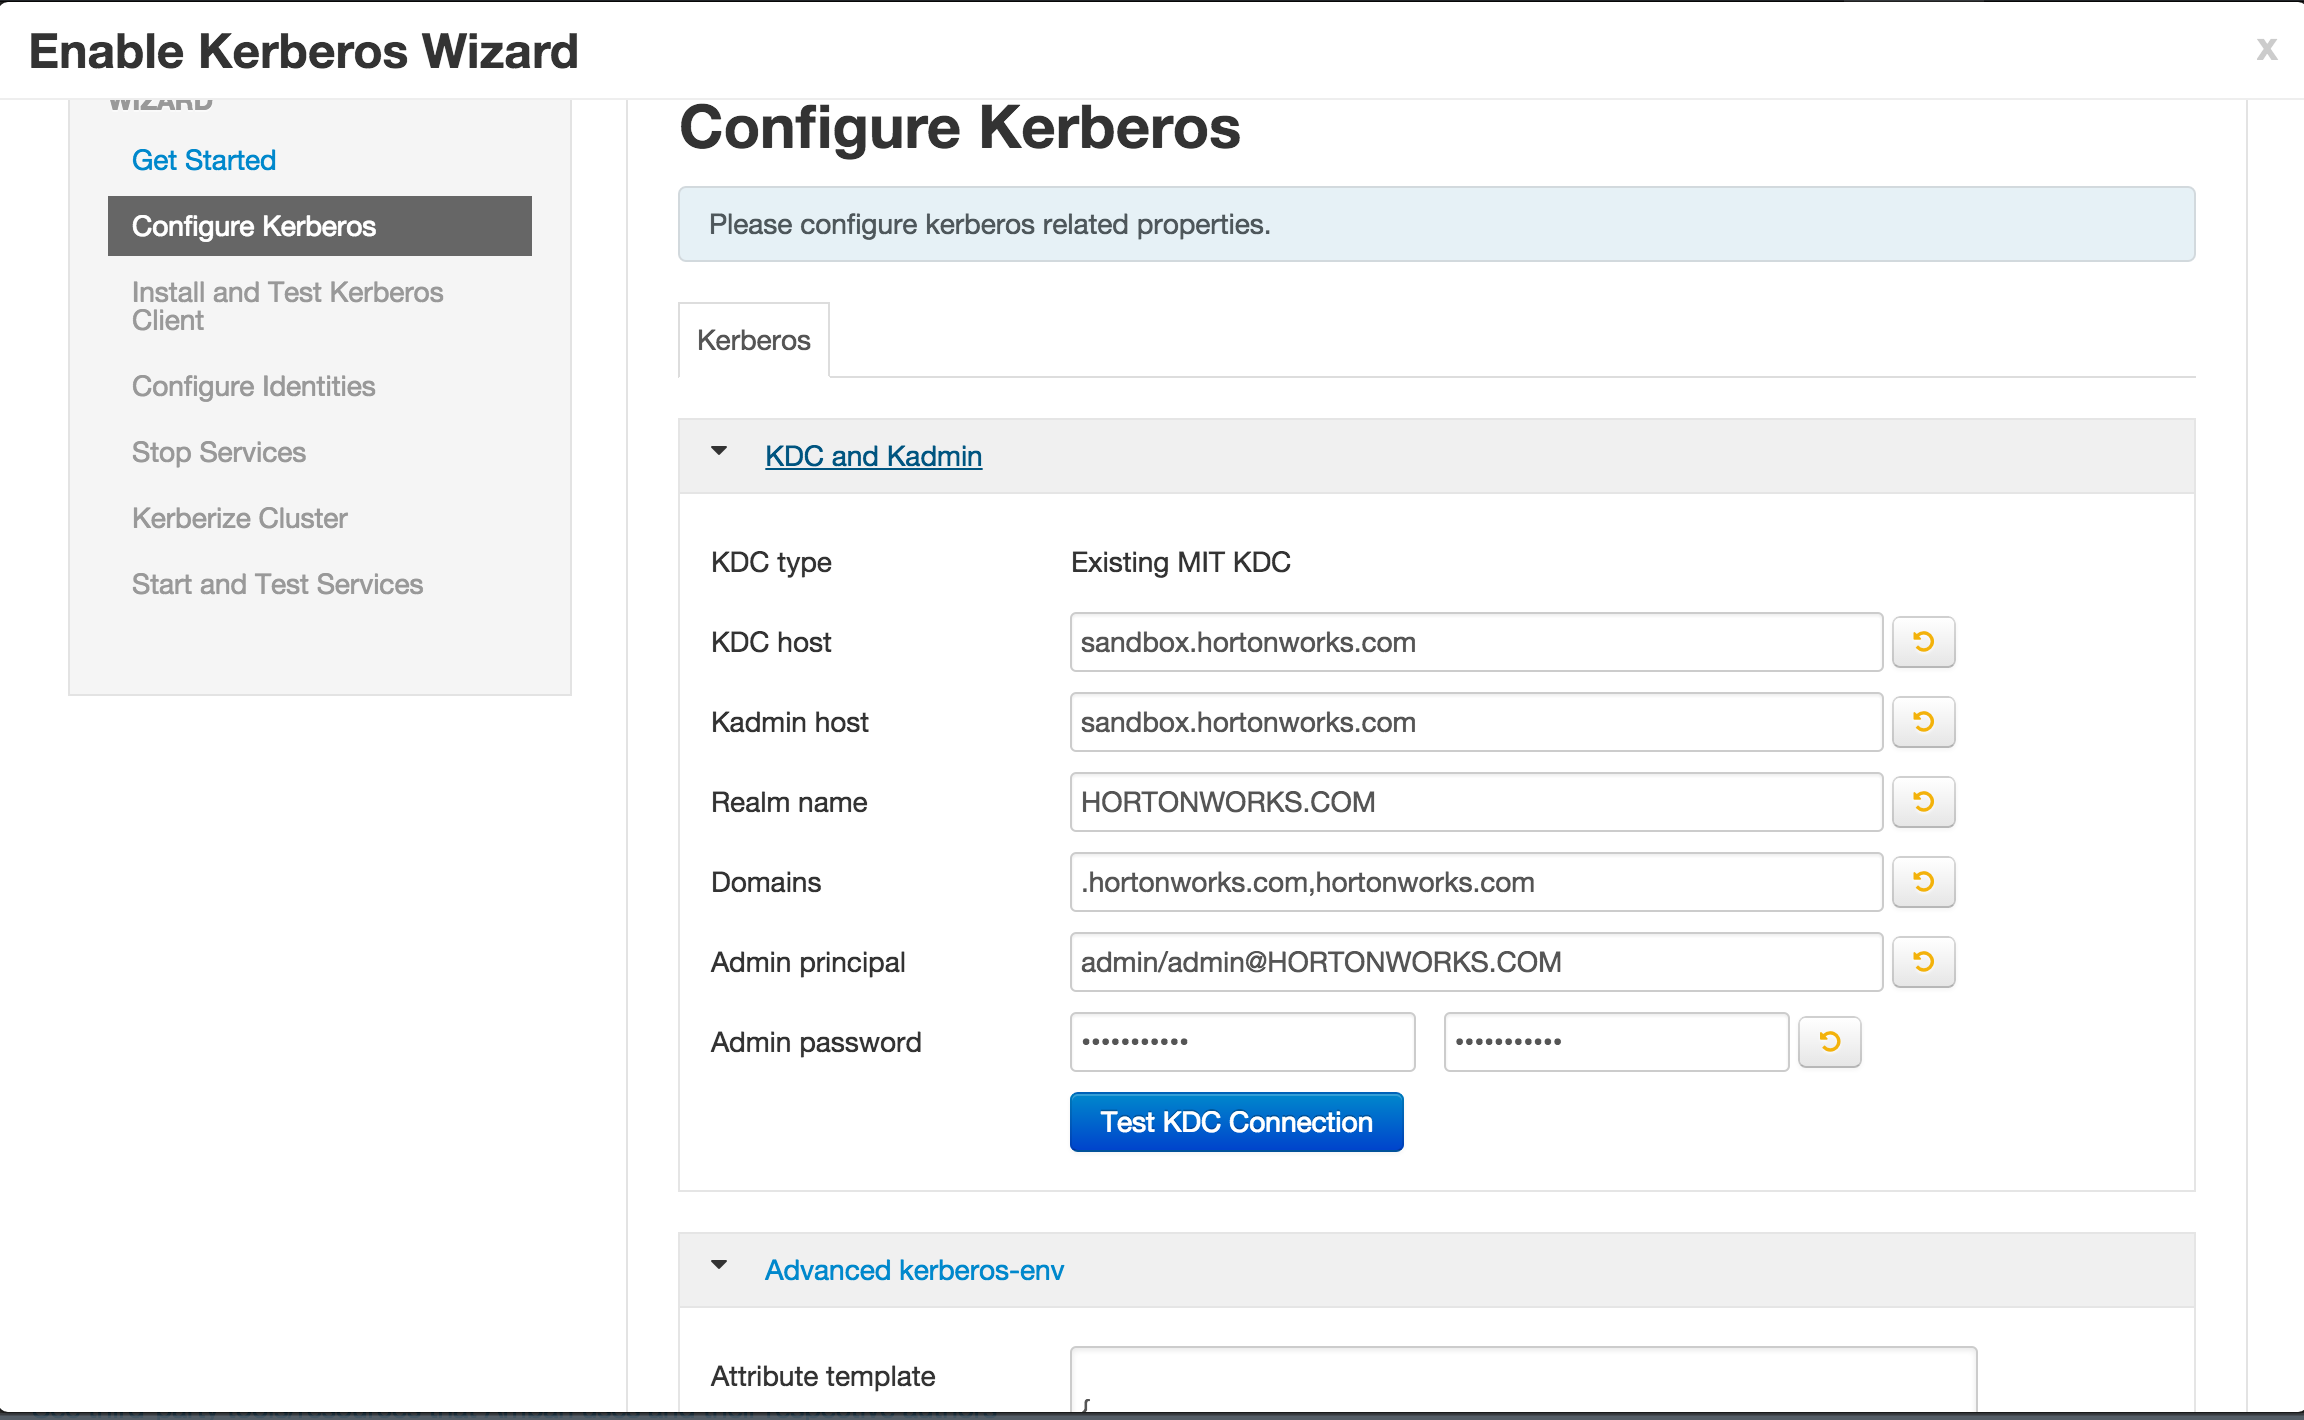 Enable Kerberos Wizard
x
WIZARD
Get Started
Configure Kerberos
Install and Test Kerberos
Client
Configure Identities
Stop Services
Kerberize Cluster
Start and Test Services
Configure Kerberos
Please configure kerberos related properties.
Kerberos
KDC and Kadmin
KDC type Existing MIT KDC
KDC host sandbox.hortonworks.com
Kadmin host sandbox.hortonworks.com
Realm name HORTONWORKS.COM
Domains .hortonworks.com,hortonworks.com
Admin principal admin/admin@HORTONWORKS.COM
Admin password ••••••••••• •••••••••••
Test KDC Connection
Advanced kerberos-env
Attribute template
{